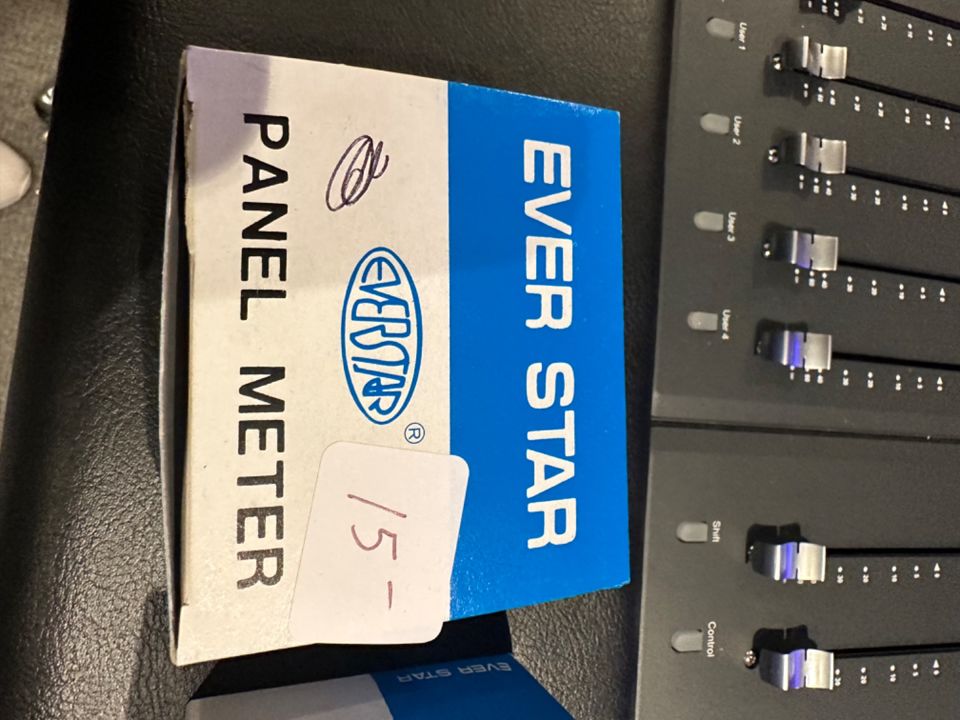 EVER STAR
EVERSTAR
®
PANEL METER
15-
EVER STAR
User 1
User 2
User 3
User 4
Shift
Control